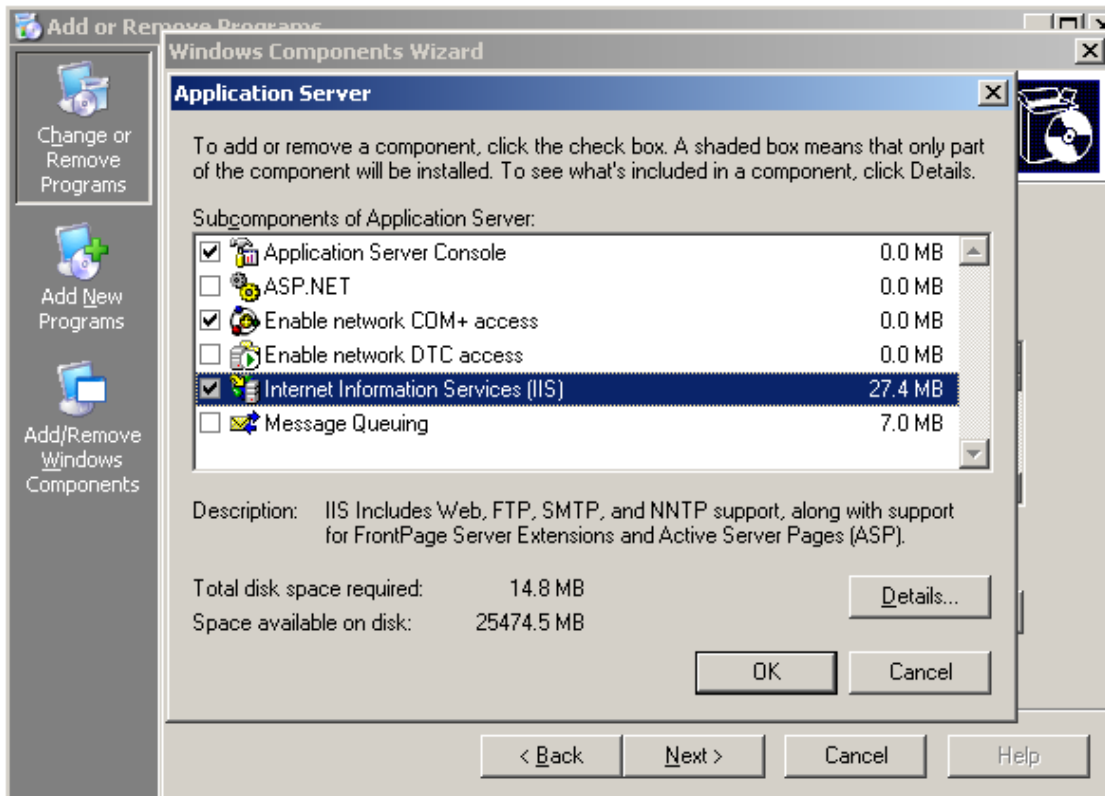 Add or Remove Programs
Windows Components Wizard
Application Server
Change or
Remove
Programs
Add New
Programs
Add/Remove
Windows
Components
To add or remove a component, click the check box. A shaded box means that only part
of the component will be installed. To see what's included in a component, click Details.
Subcomponents of Application Server:
Application Server Console 0.0 MB
ASP.NET 0.0 MB
Enable network COM+ access 0.0 MB
Enable network DTC access 0.0 MB
Internet Information Services (IIS) 27.4 MB
Message Queuing 7.0 MB
Description: IIS Includes Web, FTP, SMTP, and NNTP support, along with support
for FrontPage Server Extensions and Active Server Pages (ASP).
Total disk space required: 14.8 MB
Space available on disk: 25474.5 MB
Details...
OK Cancel
< Back Next > Cancel Help